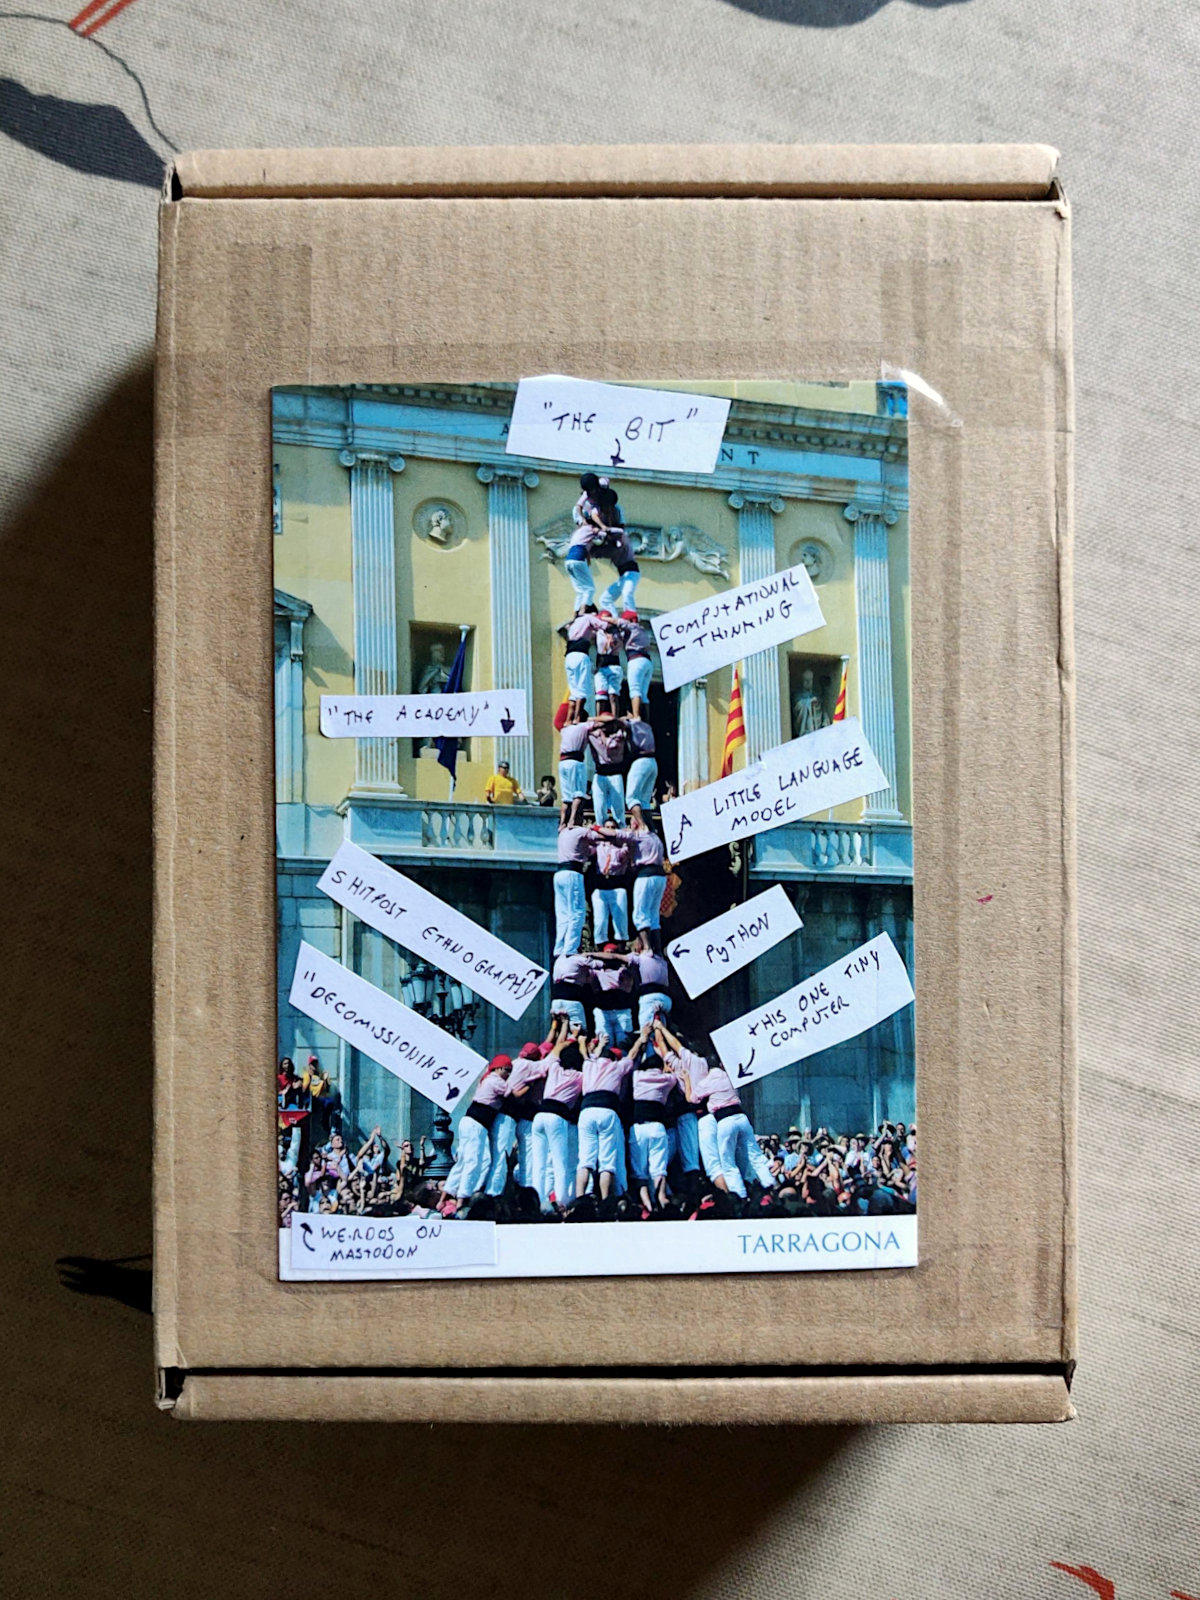 "THE BIT"
NT
COMPUTATIONAL
THINKING
"THE ACADEMY"
A LITTLE LANGUAGE
MODEL
SHITPOST ETHNOGRAPHY
PYTHON
"DECOMISSIONING"
THIS ONE TINY
COMPUTER
WEIRDOS ON
MASTODON
TARRAGONA